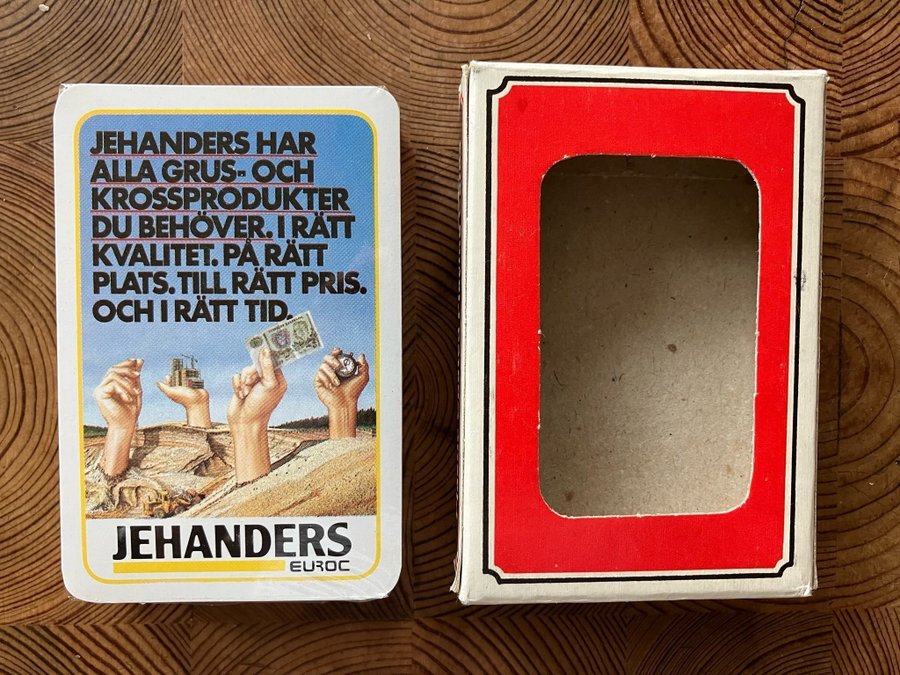 JEHANDERS HAR
ALLA GRUS- OCH
KROSSPRODUKTER
DU BEHÖVER. I RÄTT
KVALITET. PÅ RÄTT
PLATS. TILL RÄTT PRIS.
OCH I RÄTT TID.
JEHANDERS
EUROC